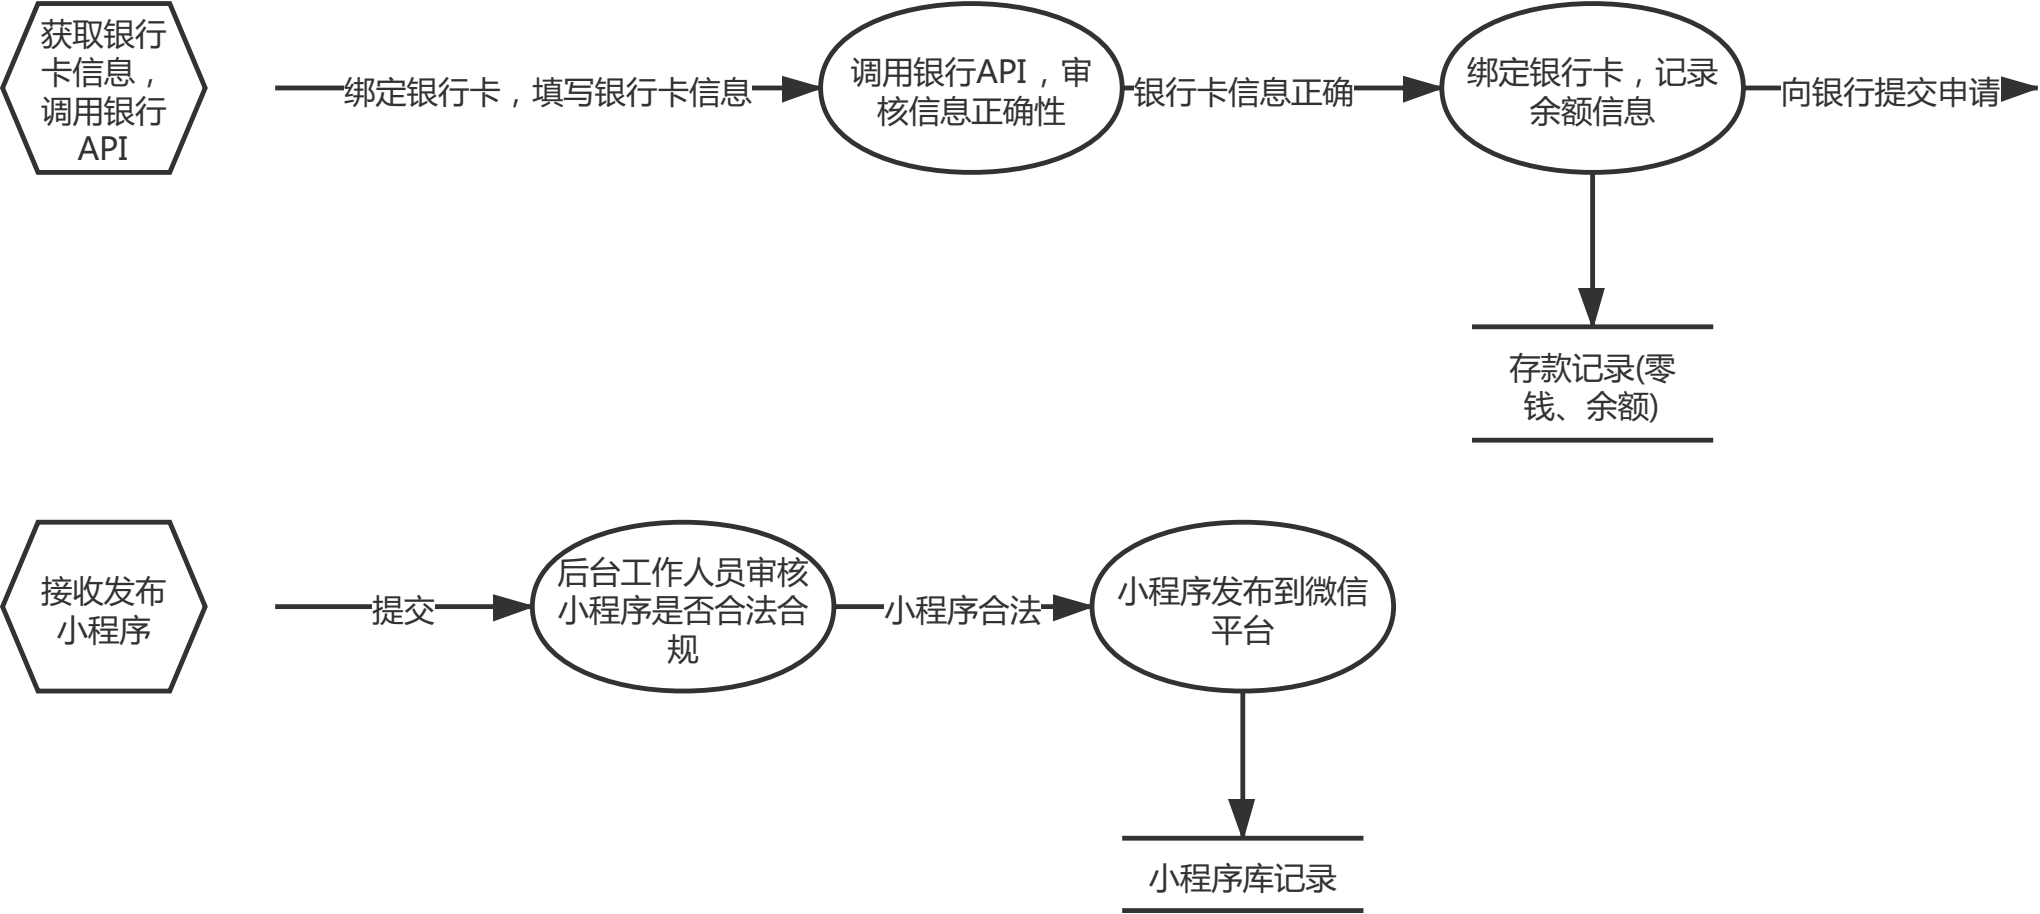 获取银行
卡信息，
调用银行
API
绑定银行卡，填写银行卡信息
调用银行API，审
核信息正确性
银行卡信息正确
绑定银行卡，记录
余额信息
向银行提交申请
存款记录(零
钱、余额)
接收发布
小程序
提交
后台工作人员审核
小程序是否合法合
规
小程序合法
小程序发布到微信
平台
小程序库记录